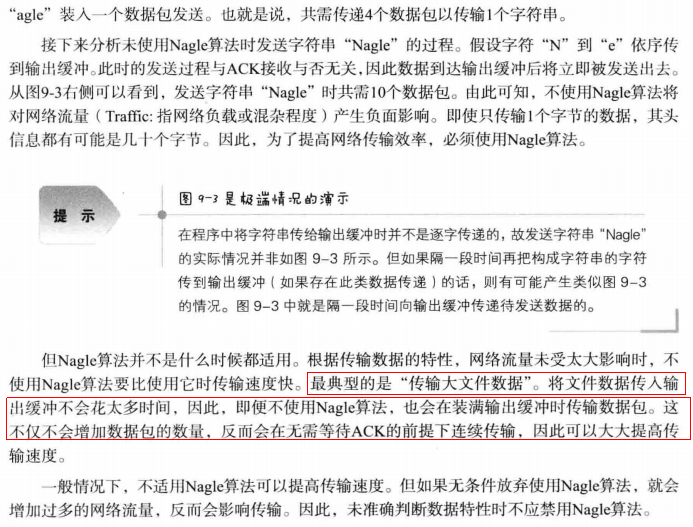 “agle”装入一个数据包发送。也就是说，共需传递4个数据包以传输1个字符串。
接下来分析未使用Nagle算法时发送字符串“Nagle”的过程。假设字符“N”到“e”依序传
到输出缓冲。此时的发送过程与ACK接收与否无关，因此数据到达输出缓冲后将立即被发送出去。
从图9-3右侧可以看到，发送字符串“Nagle”时共需10个数据包。由此可知，不使用Nagle算法将
对网络流量（Traffic: 指网络负载或混杂程度）产生负面影响。即使只传输1个字节的数据，其头
信息都有可能是几十个字节。因此，为了提高网络传输效率，必须使用Nagle算法。
提 示
图 9-3 是极端情况的演示
在程序中将字符串传给输出缓冲时并不是逐字传递的，故发送字符串“Nagle”
的实际情况并非如图 9-3 所示。但如果隔一段时间再把构成字符串的字符
传到输出缓冲（如果存在此类数据传递）的话，则有可能产生类似图 9-3
的情况。图 9-3 中就是隔一段时间向输出缓冲传递待发送数据的。
但Nagle算法并不是什么时候都适用。根据传输数据的特性，网络流量未受太大影响时，不
使用Nagle算法要比使用它时传输速度快。最典型的是“传输大文件数据”。将文件数据传入输
出缓冲不会花太多时间，因此，即便不使用Nagle算法，也会在装满输出缓冲时传输数据包。这
不仅不会增加数据包的数量，反而会在无需等待ACK的前提下连续传输，因此可以大大提高传
输速度。
一般情况下，不适用Nagle算法可以提高传输速度。但如果无条件放弃使用Nagle算法，就会
增加过多的网络流量，反而会影响传输。因此，未准确判断数据特性时不应禁用Nagle算法。